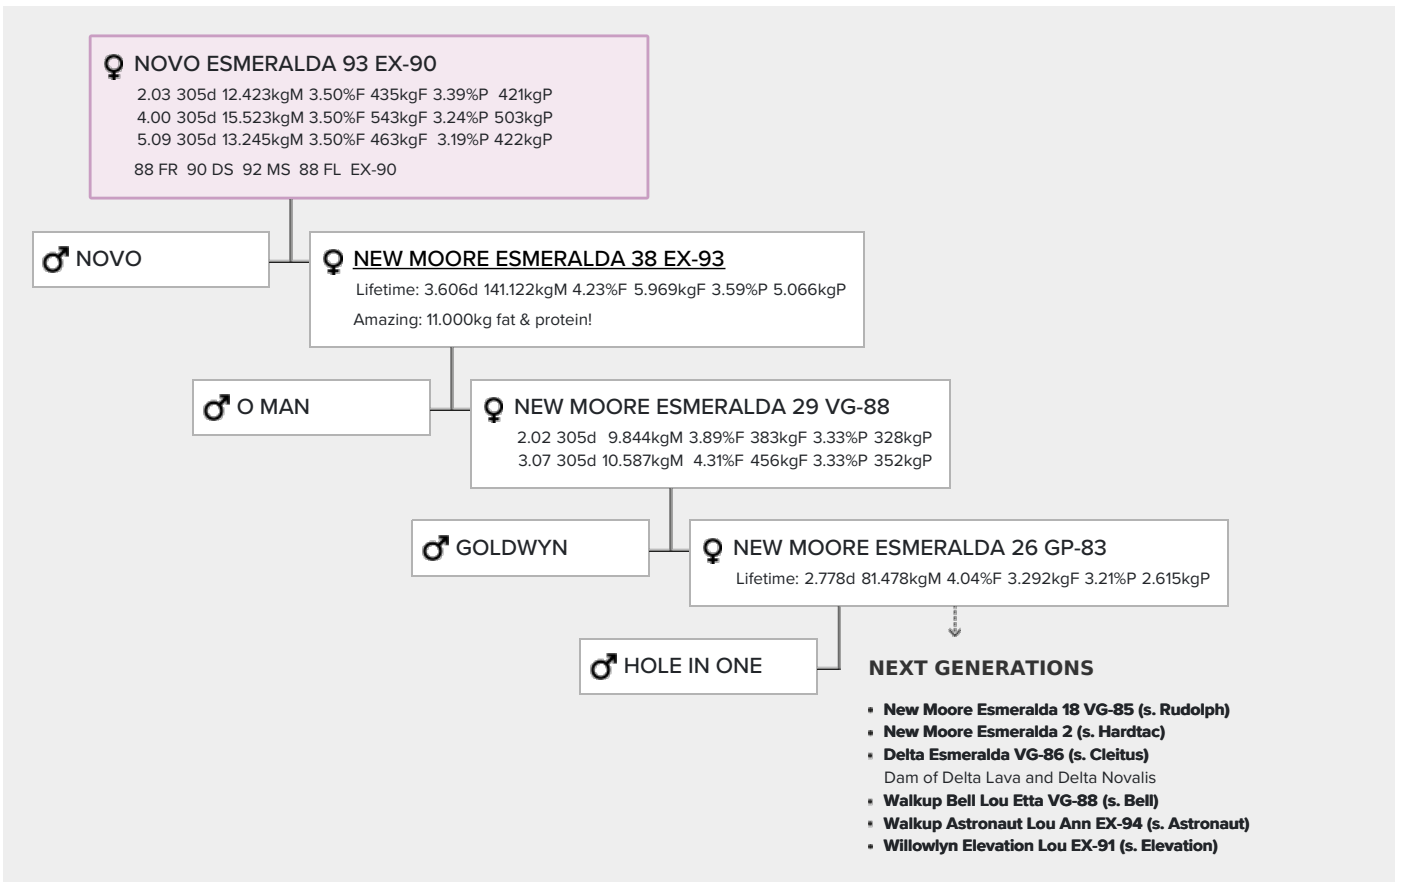 NOVO ESMERALDA 93 EX-90
2.03 305d 12.423kgM 3.50%F 435kgF 3.39%P 421kgP
4.00 305d 15.523kgM 3.50%F 543kgF 3.24%P 503kgP
5.09 305d 13.245kgM 3.50%F 463kgF 3.19%P 422kgP
88 FR 90 DS 92 MS 88 FL EX-90
NOVO
NEW MOORE ESMERALDA 38 EX-93
Lifetime: 3.606d 141.122kgM 4.23%F 5.969kgF 3.59%P 5.066kgP
Amazing: 11.000kg fat & protein!
O MAN
NEW MOORE ESMERALDA 29 VG-88
2.02 305d 9.844kgM 3.89%F 383kgF 3.33%P 328kgP
3.07 305d 10.587kgM 4.31%F 456kgF 3.33%P 352kgP
GOLDWYN
NEW MOORE ESMERALDA 26 GP-83
Lifetime: 2.778d 81.478kgM 4.04%F 3.292kgF 3.21%P 2.615kgP
HOLE IN ONE
NEXT GENERATIONS
• New Moore Esmeralda 18 VG-85 (s. Rudolph)
• New Moore Esmeralda 2 (s. Hardtac)
• Delta Esmeralda VG-86 (s. Cleitus)
Dam of Delta Lava and Delta Novalis
• Walkup Bell Lou Etta VG-88 (s. Bell)
• Walkup Astronaut Lou Ann EX-94 (s. Astronaut)
• Willowlyn Elevation Lou EX-91 (s. Elevation)